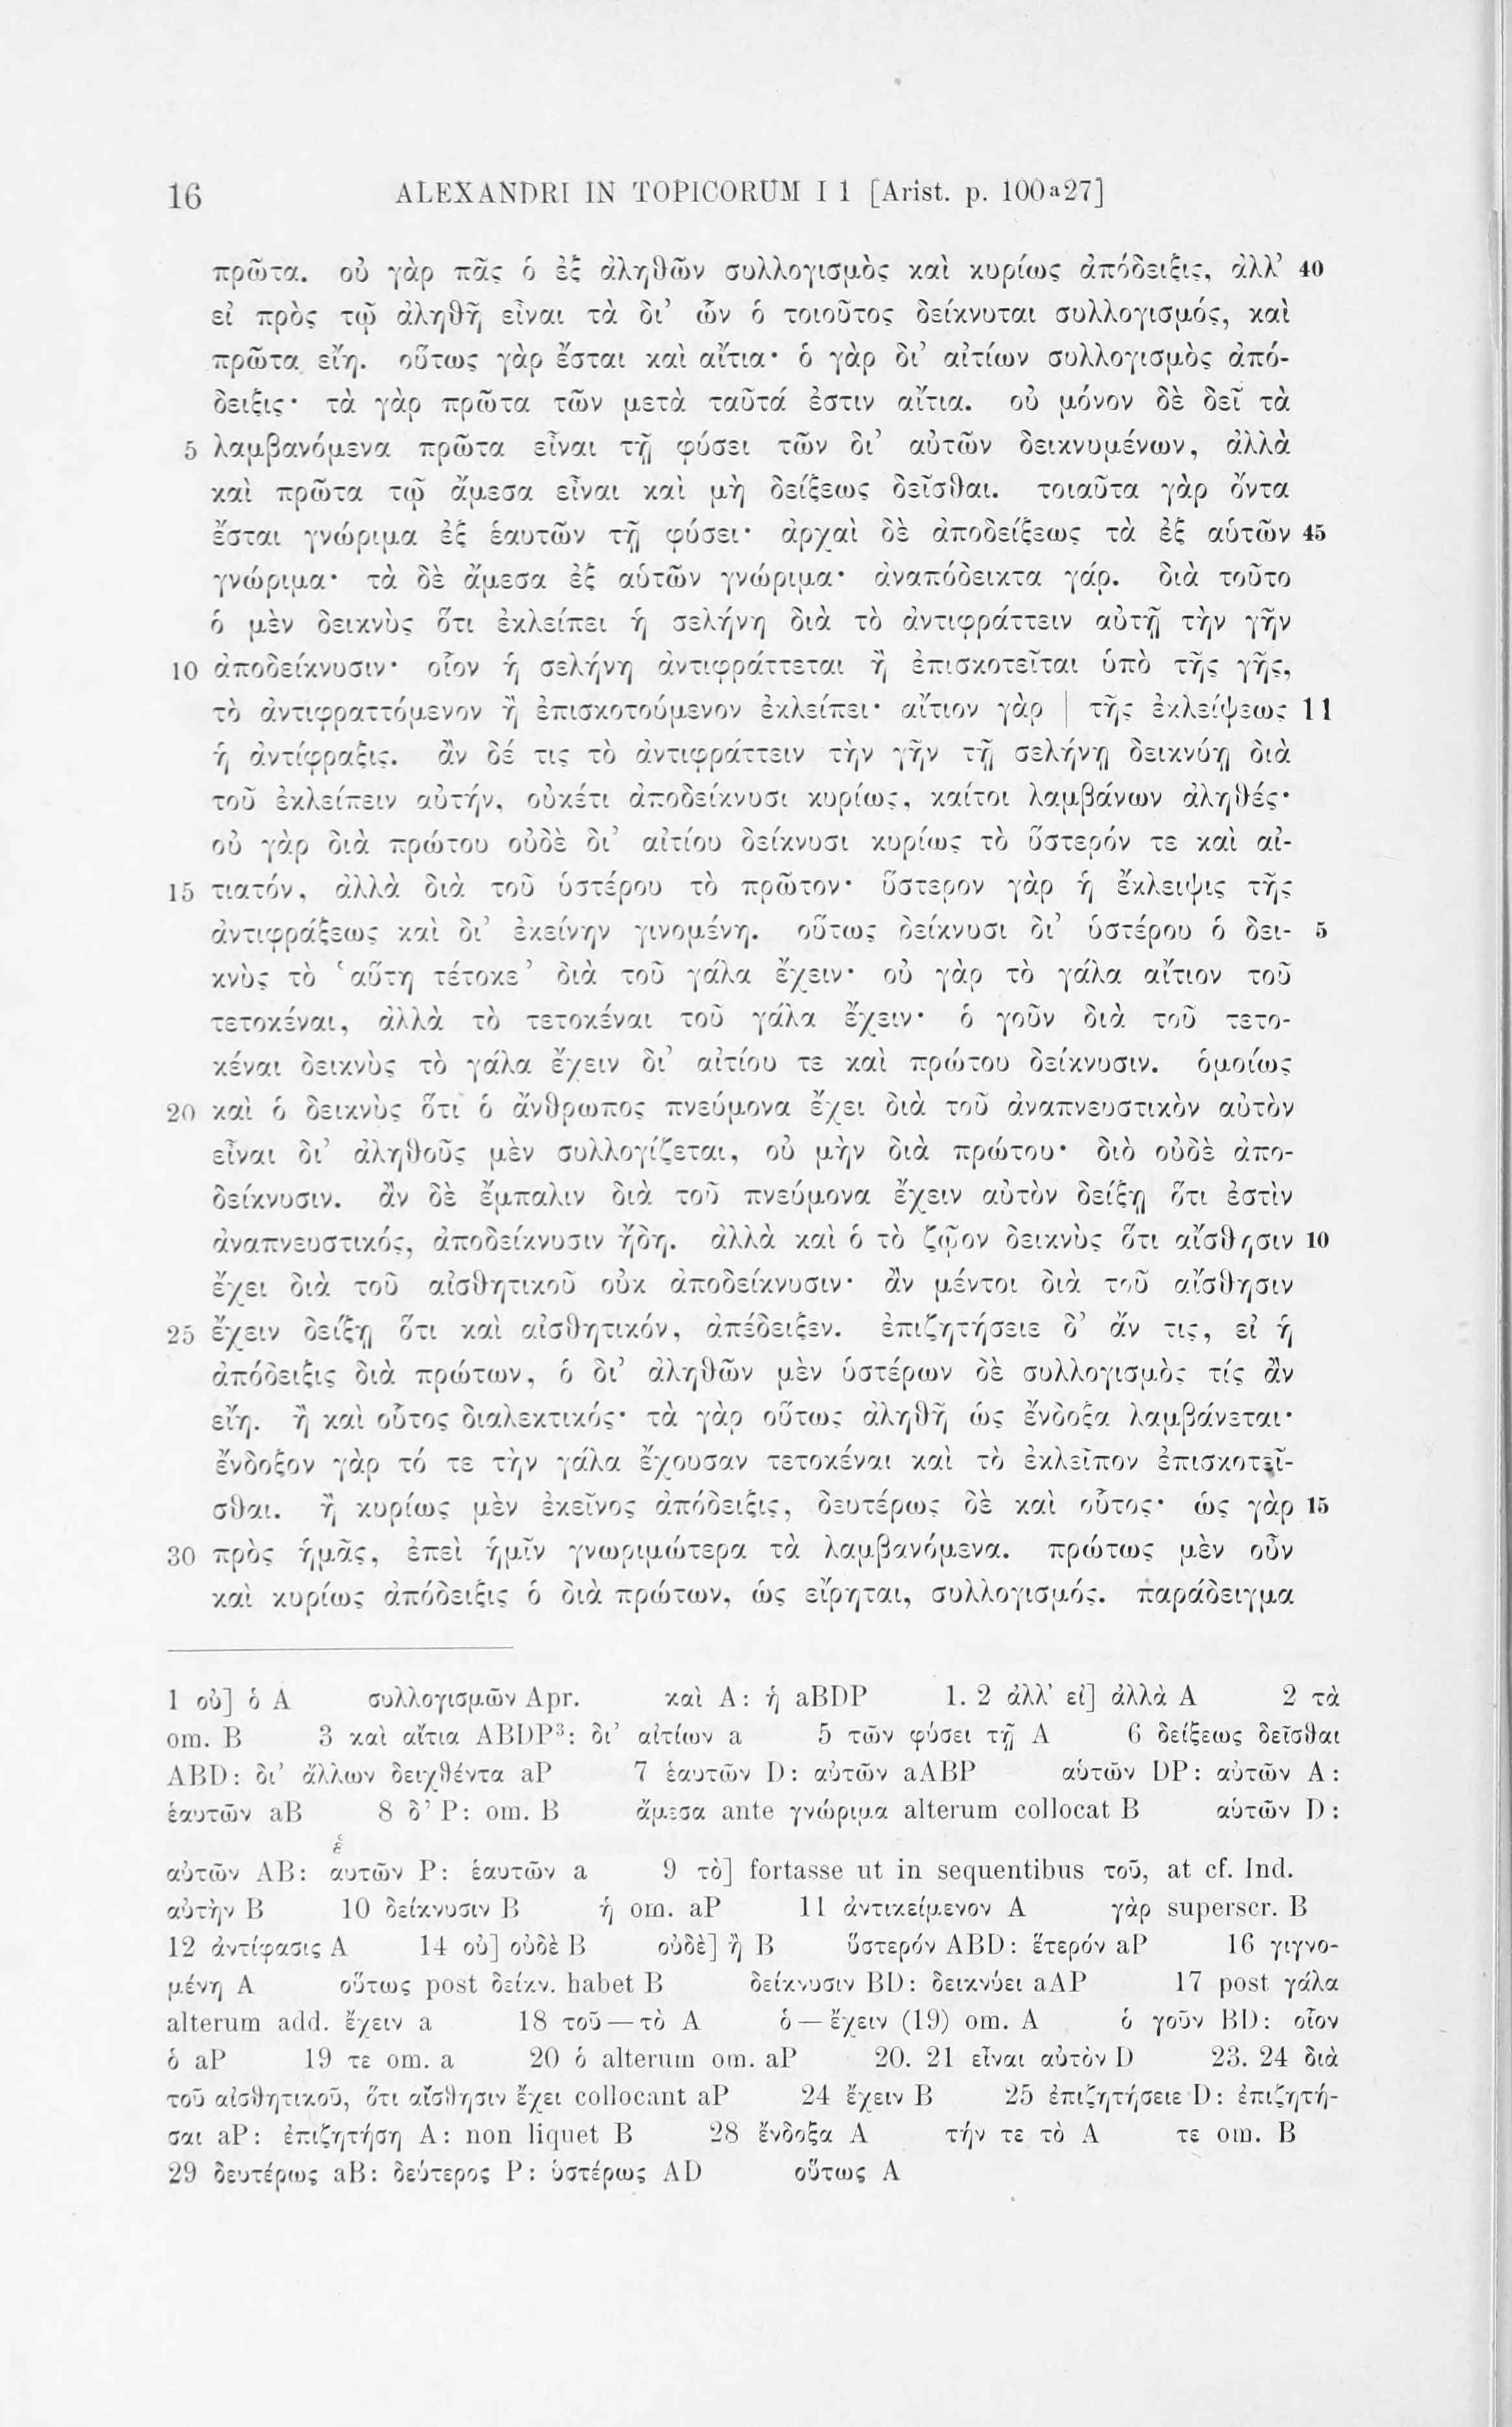 16 ALEXANDRI IN TOPICORUM I 1 [Arist. p. 100a27]
πρῶτα. οὐ γὰρ πᾶς ὁ ἐξ ἀληθῶν συλλογισμὸς καὶ κυρίως ἀπόδειξις, ἀλλ’ 40
εἰ πρὸς τῷ ἀληθῆ εἶναι τὰ δι’ ὧν ὁ τοιοῦτος δείκνυται συλλογισμός, καὶ
πρῶτα εἴη. οὕτως γὰρ ἔσται καὶ αἴτια· ὁ γὰρ δι’ αἰτίων συλλογισμὸς ἀπό-
δειξις· τὰ γὰρ πρῶτα τῶν μετὰ ταῦτά ἐστιν αἴτια. οὐ μόνον δὲ δεῖ τὰ
5 λαμβανόμενα πρῶτα εἶναι τῇ φύσει τῶν δι’ αὐτῶν δεικνυμένων, ἀλλὰ
καὶ πρῶτα τῷ ἄμεσα εἶναι καὶ μὴ δείξεως δεῖσθαι. τοιαῦτα γὰρ ὄντα
ἔσται γνώριμα ἐξ ἑαυτῶν τῇ φύσει· ἀρχαὶ δὲ ἀποδείξεως τὰ ἐξ αὑτῶν 45
γνώριμα· τὰ δὲ ἄμεσα ἐξ αὑτῶν γνώριμα· ἀναπόδεικτα γάρ. διὰ τοῦτο
ὁ μὲν δεικνὺς ὅτι ἐκλείπει ἡ σελήνη διὰ τὸ ἀντιφράττειν αὐτῇ τὴν γῆν
10 ἀποδείκνυσιν· οἷον ἡ σελήνη ἀντιφράττεται ἢ ἐπισκοτεῖται ὑπὸ τῆς γῆς,
τὸ ἀντιφραττόμενον ἢ ἐπισκοτούμενον ἐκλείπει· αἴτιον γὰρ | τῆς ἐκλείψεως 11
ἡ ἀντίφραξις. ἂν δέ τις τὸ ἀντιφράττειν τὴν γῆν τῇ σελήνῃ δεικνύῃ διὰ
τοῦ ἐκλείπειν αὐτήν, οὐκέτι ἀποδείκνυσι κυρίως, καίτοι λαμβάνων ἀληθές·
οὐ γὰρ διὰ πρώτου οὐδὲ δι’ αἰτίου δείκνυσι κυρίως τὸ ὕστερόν τε καὶ αἰ-
15 τιατόν, ἀλλὰ διὰ τοῦ ὑστέρου τὸ πρῶτον· ὕστερον γὰρ ἡ ἔκλειψις τῆς
ἀντιφράξεως καὶ δι’ ἐκείνην γινομένη. οὕτως δείκνυσι δι’ ὑστέρου ὁ δει- 5
κνὺς τὸ ‘αὕτη τέτοκε’ διὰ τοῦ γάλα ἔχειν· οὐ γὰρ τὸ γάλα αἴτιον τοῦ
τετοκέναι, ἀλλὰ τὸ τετοκέναι τοῦ γάλα ἔχειν· ὁ γοῦν διὰ τοῦ τετο-
κέναι δεικνὺς τὸ γάλα ἔχειν δι’ αἰτίου τε καὶ πρώτου δείκνυσιν. ὁμοίως
20 καὶ ὁ δεικνὺς ὅτι ὁ ἄνθρωπος πνεύμονα ἔχει διὰ τοῦ ἀναπνευστικὸν αὐτὸν
εἶναι δι’ ἀληθοῦς μὲν συλλογίζεται, οὐ μὴν διὰ πρώτου· διὸ οὐδὲ ἀπο-
δείκνυσιν. ἂν δὲ ἔμπαλιν διὰ τοῦ πνεύμονα ἔχειν αὐτὸν δείξῃ ὅτι ἐστὶν
ἀναπνευστικός, ἀποδείκνυσιν ἤδη. ἀλλὰ καὶ ὁ τὸ ζῷον δεικνὺς ὅτι αἴσθησιν 10
ἔχει διὰ τοῦ αἰσθητικοῦ οὐκ ἀποδείκνυσιν· ἂν μέντοι διὰ τοῦ αἴσθησιν
25 ἔχειν δείξῃ ὅτι καὶ αἰσθητικόν, ἀπέδειξεν. ἐπιζητήσειε δ’ ἄν τις, εἰ ἡ
ἀπόδειξις διὰ πρώτων, ὁ δι’ ἀληθῶν μὲν ὑστέρων δὲ συλλογισμὸς τίς ἂν
εἴη. ἢ καὶ οὗτος διαλεκτικός· τὰ γὰρ οὕτως ἀληθῆ ὡς ἔνδοξα λαμβάνεται·
ἔνδοξον γὰρ τό τε τὴν γάλα ἔχουσαν τετοκέναι καὶ τὸ ἐκλεῖπον ἐπισκοτεῖ-
σθαι. ἢ κυρίως μὲν ἐκεῖνος ἀπόδειξις, δευτέρως δὲ καὶ οὗτος· ὡς γὰρ 15
30 πρὸς ἡμᾶς, ἐπεὶ ἡμῖν γνωριμώτερα τὰ λαμβανόμενα. πρώτως μὲν οὖν
καὶ κυρίως ἀπόδειξις ὁ διὰ πρώτων, ὡς εἴρηται, συλλογισμός. παράδειγμα
1 οὐ] ὁ A συλλογισμῶν Apr. καὶ A: ἡ aBDP 1. 2 ἀλλ’ εἰ] ἀλλὰ A 2 τὰ
om. B 3 καὶ αἴτια ABDP³: δι’ αἰτίων a 5 τῶν φύσει τῇ A 6 δείξεως δεῖσθαι
ABD: δι’ ἄλλων δειχθέντα aP 7 ἑαυτῶν D: αὐτῶν aABP αὑτῶν DP: αὐτῶν A:
ἑαυτῶν aB 8 δ’ P: om. B ἄμεσα ante γνώριμα alterum collocat B αὑτῶν D:
ἑ
αὐτῶν AB: αυτῶν P: ἑαυτῶν a 9 τὸ] fortasse ut in sequentibus τοῦ, at cf. Ind.
αὐτὴν B 10 δείκνυσιν B ἡ om. aP 11 ἀντικείμενον A γὰρ superscr. B
12 ἀντίφασις A 14 οὐ] οὐδὲ B οὐδὲ] ἢ B ὕστερόν ABD: ἕτερόν aP 16 γιγνο-
μένη A οὕτως post δείκν. habet B δείκνυσιν BD: δεικνύει aAP 17 post γάλα
alterum add. ἔχειν a 18 τοῦ — τὸ A ὁ — ἔχειν (19) om. A ὁ γοῦν BD: οἷον
ὁ aP 19 τε om. a 20 ὁ alterum om. aP 20. 21 εἶναι αὐτὸν D 23. 24 διὰ
τοῦ αἰσθητικοῦ, ὅτι αἴσθησιν ἔχει collocant aP 24 ἔχειν B 25 ἐπιζητήσειε D: ἐπιζητή-
σαι aP: ἐπιζητήση A: non liquet B 28 ἔνδοξα A τήν τε τὸ A τε om. B
29 δευτέρως aB: δεύτερος P: ὑστέρως AD οὕτως A